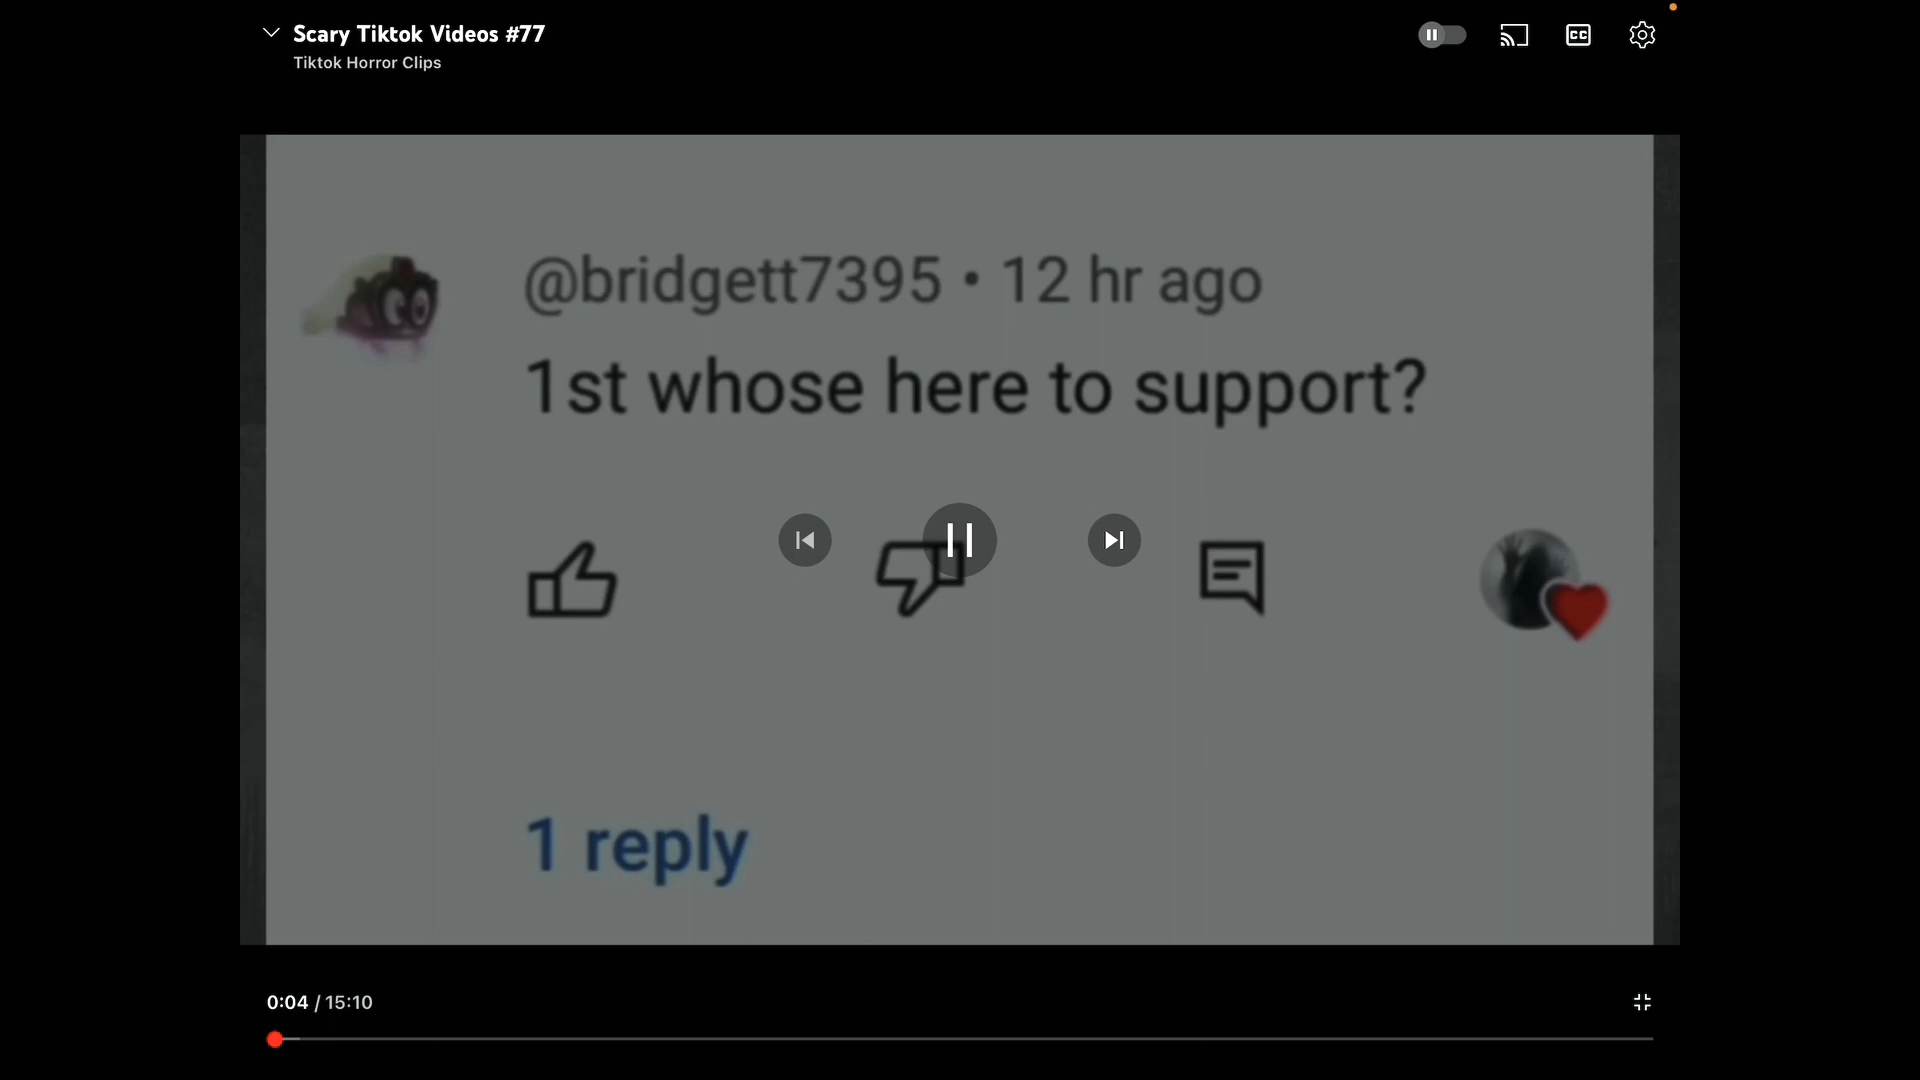 Scary Tiktok Videos #77
Tiktok Horror Clips
CC
@bridgett7395 • 12 hr ago
1st whose here to support?
1 reply
0:04 / 15:10